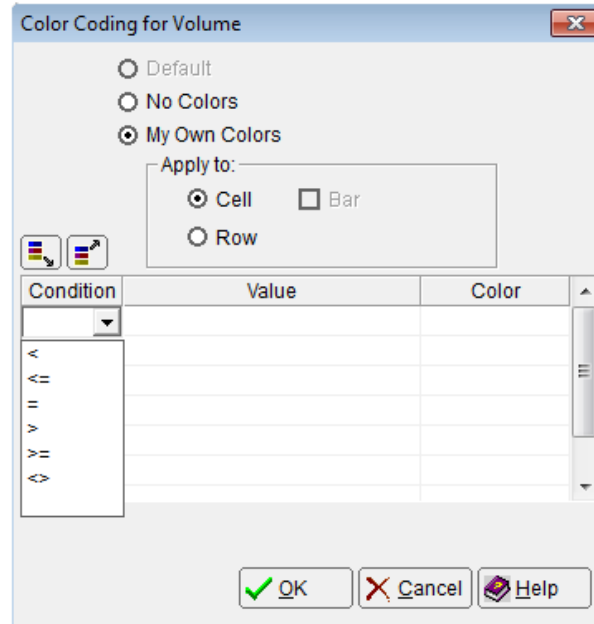 Color Coding for Volume
Default
No Colors
My Own Colors
Apply to:
Cell Bar
Row
Condition Value Color
<
<=
=
>
>=
<>
OK Cancel Help